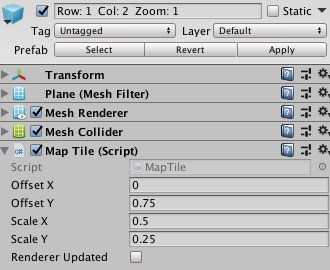 Row: 1 Col: 2 Zoom: 1 Static
Tag Untagged Layer Default
Prefab Select Revert Apply
Transform
Plane (Mesh Filter)
Mesh Renderer
Mesh Collider
Map Tile (Script)
Script MapTile
Offset X 0
Offset Y 0.75
Scale X 0.5
Scale Y 0.25
Renderer Updated